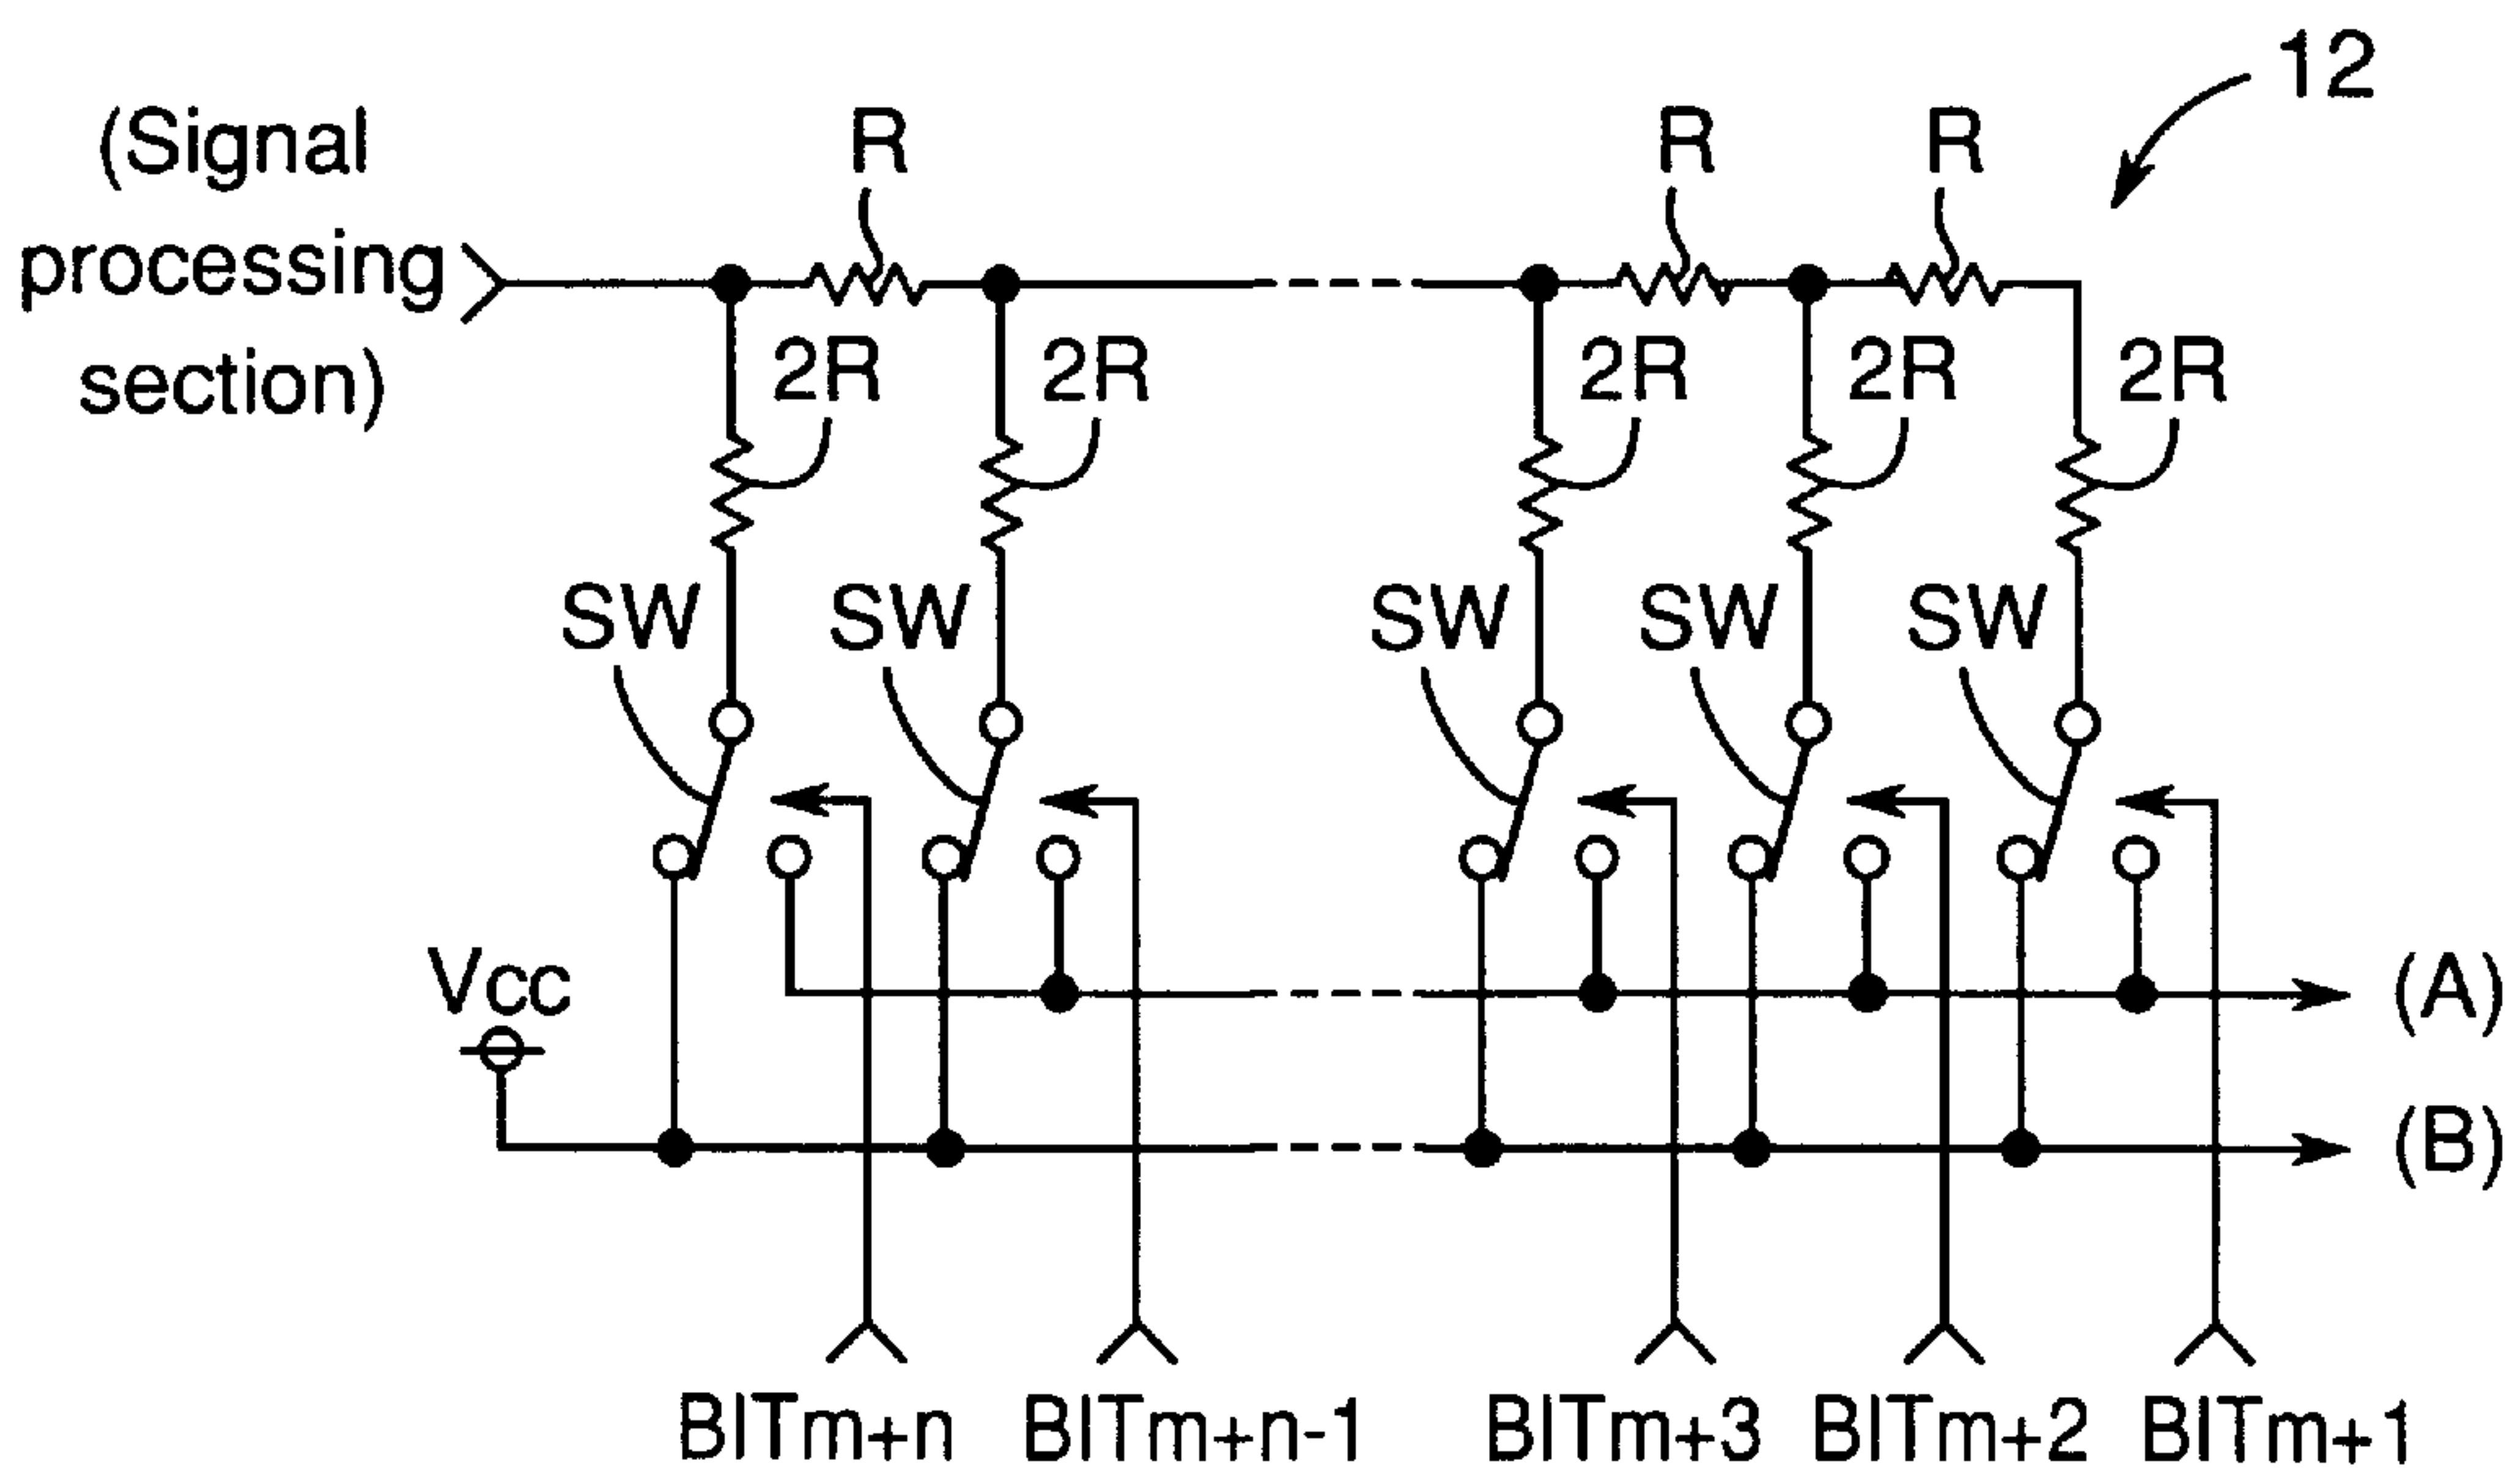 12
(Signal
processing
section)
R
R
R
2R
2R
2R
2R
2R
SW
SW
SW
SW
SW
Vcc
(A)
(B)
BITm+n
BITm+n-1
BITm+3
BITm+2
BITm+1